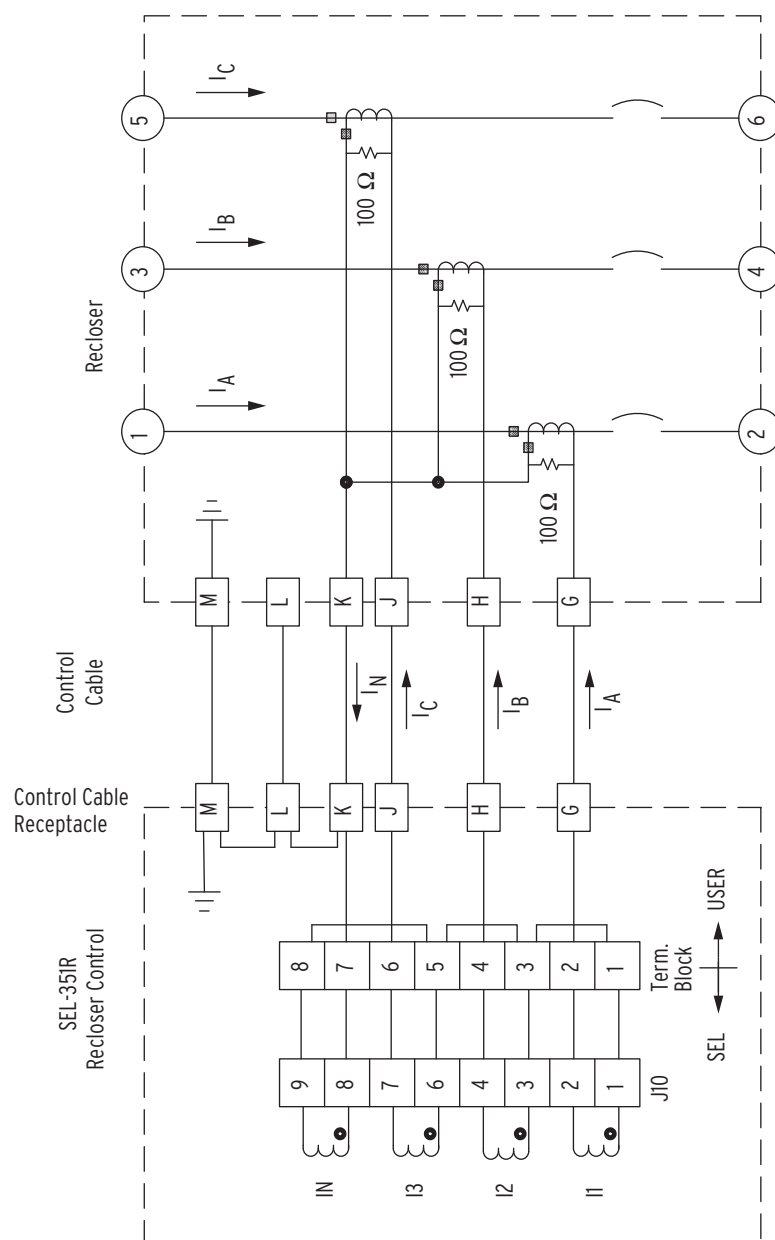 5
3
1
I_C
I_B
I_A
Recloser
100 Ω
100 Ω
100 Ω
6
4
2
M
L
K
J
H
G
Control
Cable
I_N
I_C
I_B
I_A
Control Cable
Receptacle
M
L
K
J
H
G
SEL-351R
Recloser Control
8
7
6
5
4
3
2
1
Term.
Block
USER
SEL
9
8
7
6
4
3
2
1
J10
IN
I3
I2
I1